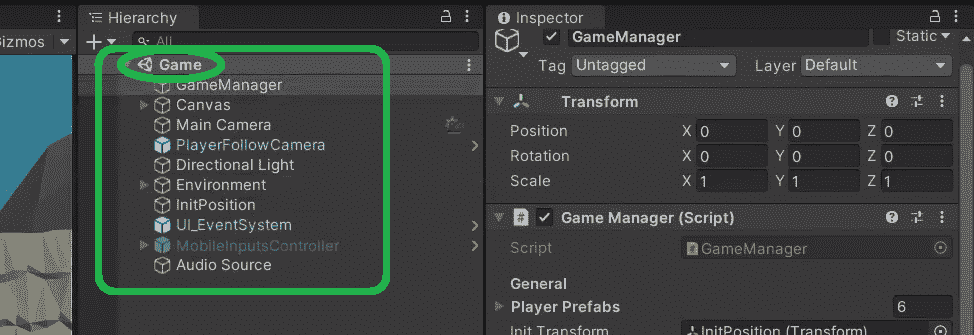 Gizmos
Hierarchy
All
Game
GameManager
Canvas
Main Camera
PlayerFollowCamera
Directional Light
Environment
InitPosition
UI_EventSystem
MobileInputsController
Audio Source
Inspector
GameManager
Static
Tag Untagged Layer Default
Transform
Position X 0 Y 0 Z 0
Rotation X 0 Y 0 Z 0
Scale X 1 Y 1 Z 1
# Game Manager (Script)
Script # GameManager
General
Player Prefabs 6
Init Transform InitPosition (Transform)